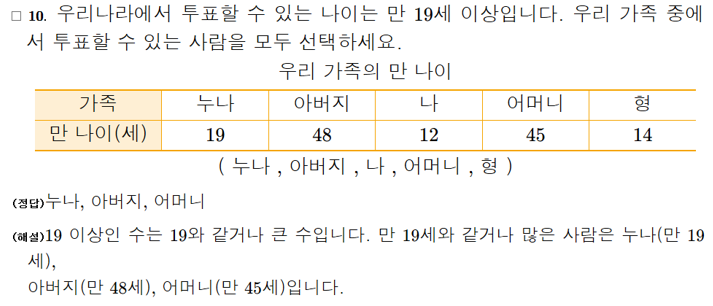 □ 10. 우리나라에서 투표할 수 있는 나이는 만 19세 이상입니다. 우리 가족 중에
서 투표할 수 있는 사람을 모두 선택하세요.
우리 가족의 만 나이
가족 누나 아버지 나 어머니 형
만 나이(세) 19 48 12 45 14
( 누나 , 아버지 , 나 , 어머니 , 형 )
(정답)누나, 아버지, 어머니
(해설)19 이상인 수는 19와 같거나 큰 수입니다. 만 19세와 같거나 많은 사람은 누나(만 19
세),
아버지(만 48세), 어머니(만 45세)입니다.